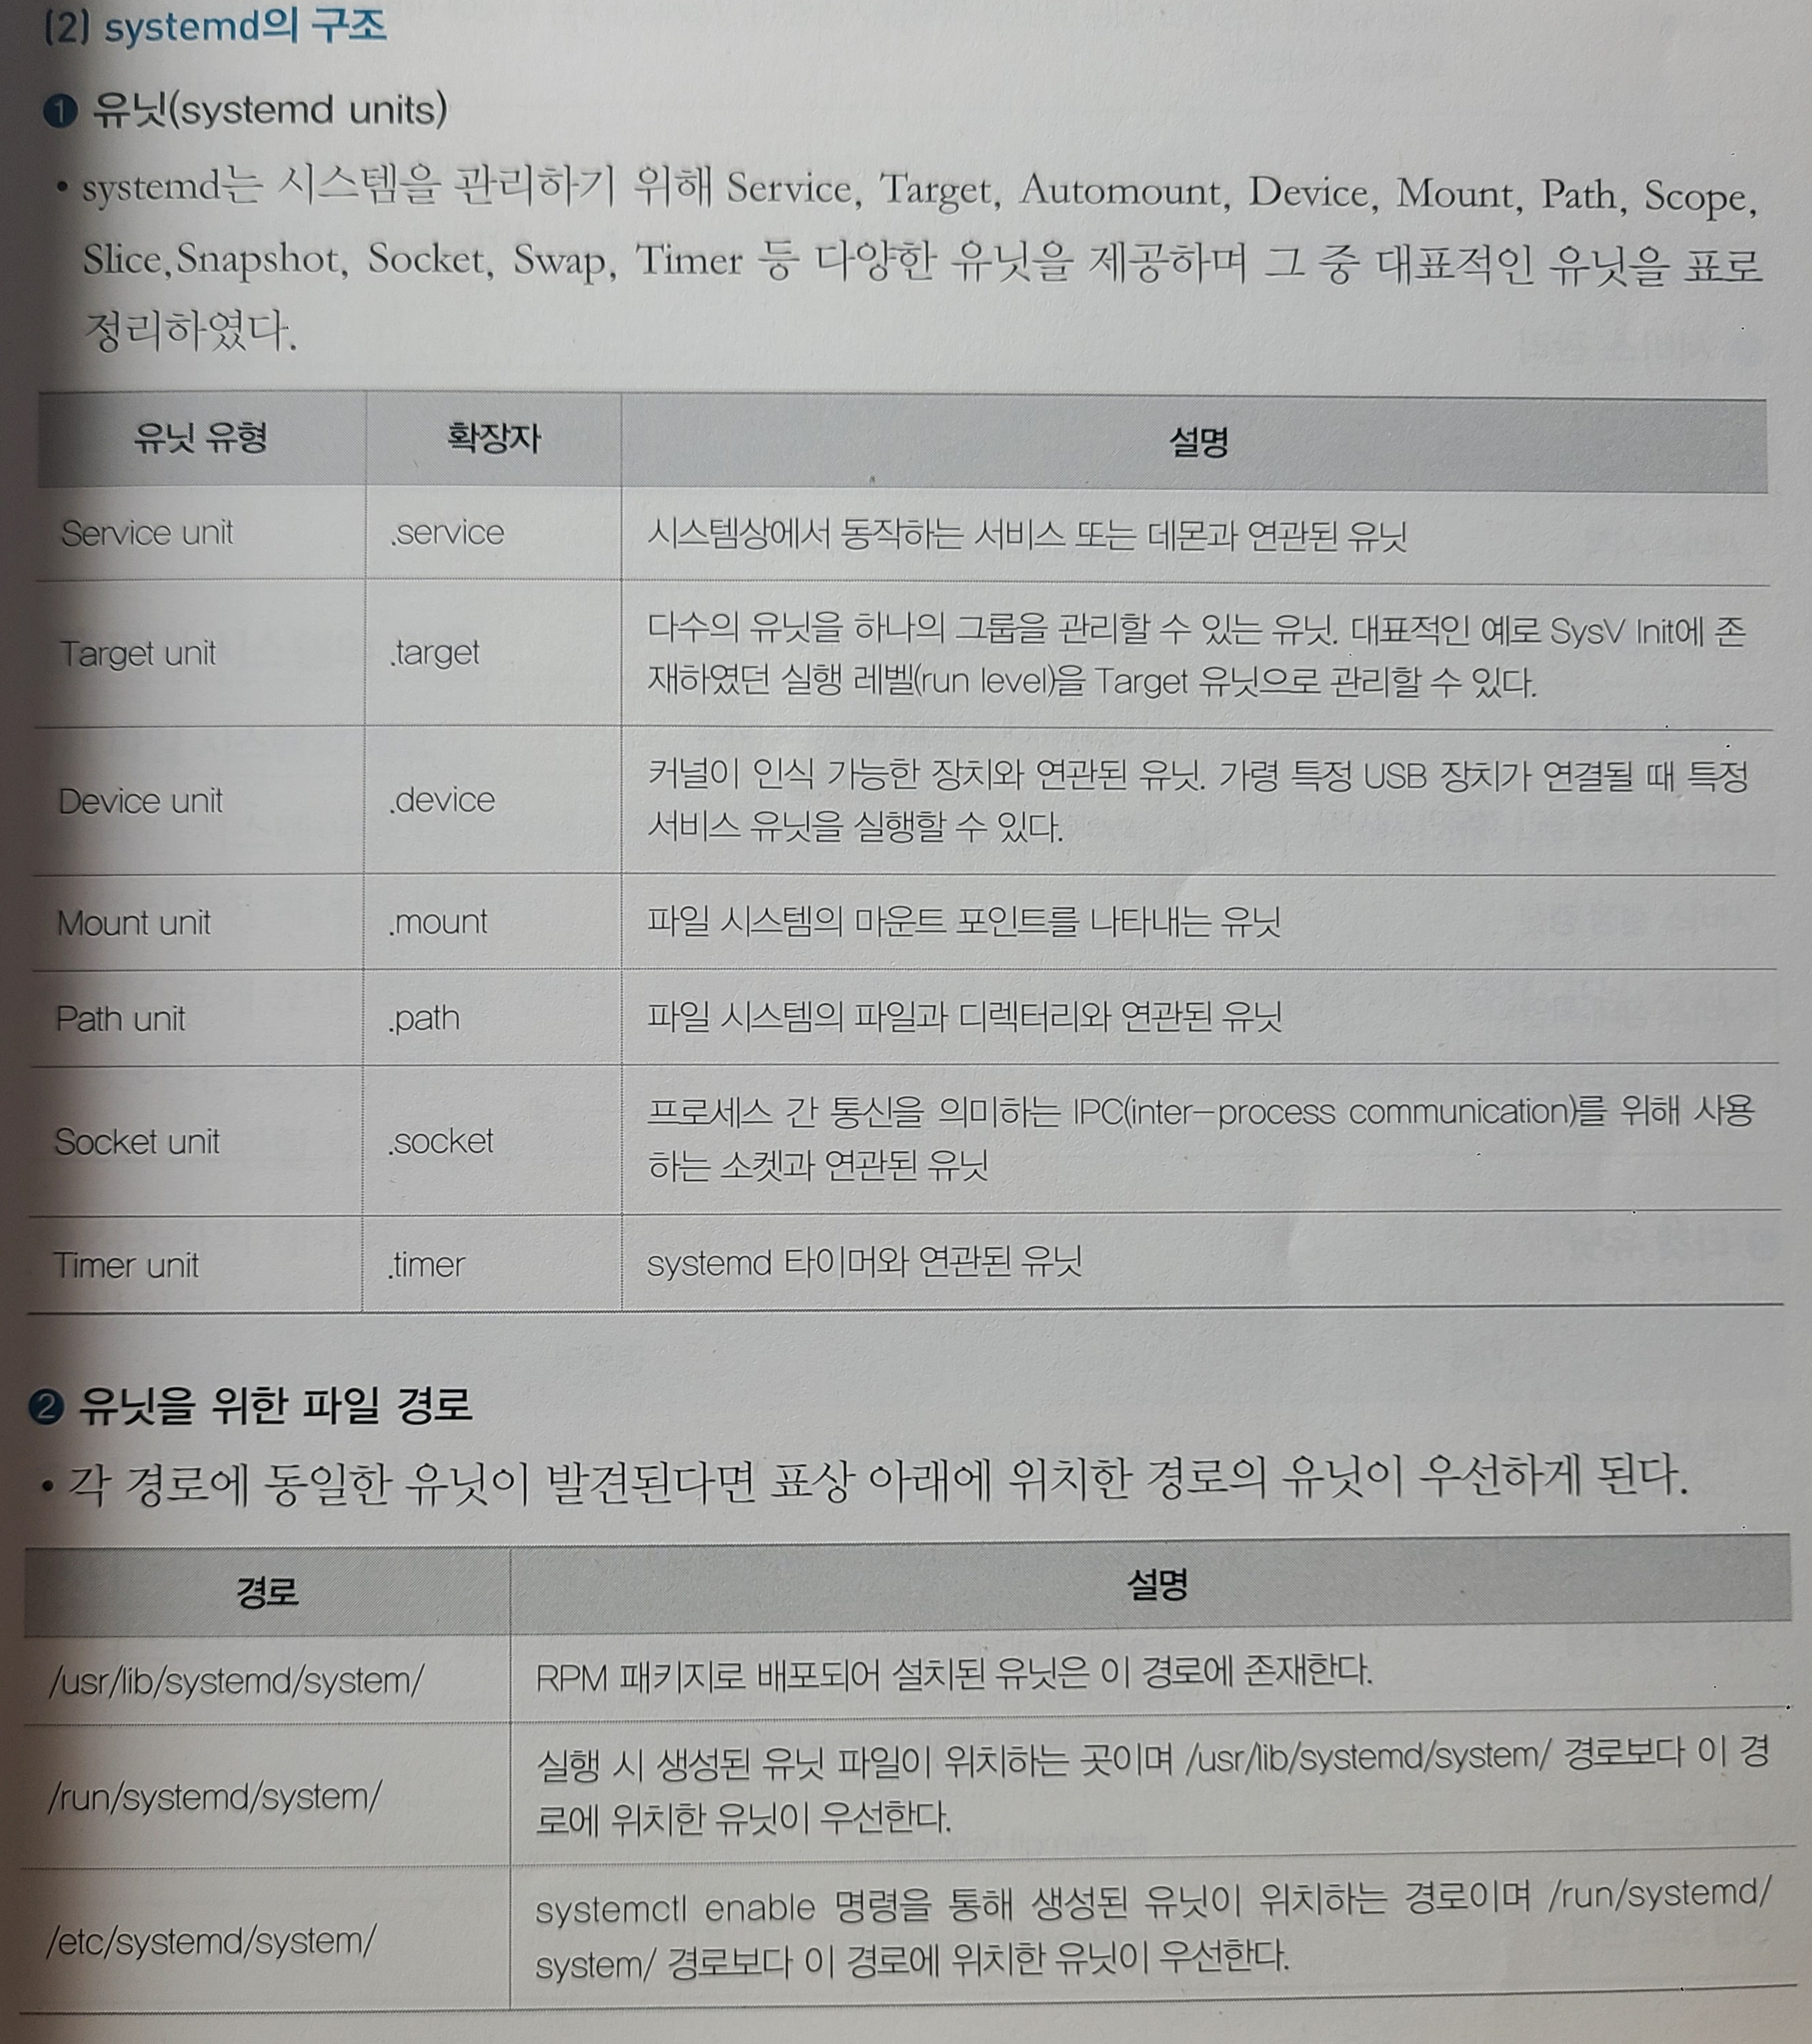 (2) systemd의 구조
❶ 유닛(systemd units)
• systemd는 시스템을 관리하기 위해 Service, Target, Automount, Device, Mount, Path, Scope,
Slice,Snapshot, Socket, Swap, Timer 등 다양한 유닛을 제공하며 그 중 대표적인 유닛을 표로
정리하였다.
유닛 유형 확장자 설명
Service unit .service 시스템상에서 동작하는 서비스 또는 데몬과 연관된 유닛
Target unit .target 다수의 유닛을 하나의 그룹을 관리할 수 있는 유닛. 대표적인 예로 SysV Init에 존
재하였던 실행 레벨(run level)을 Target 유닛으로 관리할 수 있다.
Device unit .device 커널이 인식 가능한 장치와 연관된 유닛. 가령 특정 USB 장치가 연결될 때 특정
서비스 유닛을 실행할 수 있다.
Mount unit .mount 파일 시스템의 마운트 포인트를 나타내는 유닛
Path unit .path 파일 시스템의 파일과 디렉터리와 연관된 유닛
Socket unit .socket 프로세스 간 통신을 의미하는 IPC(inter-process communication)를 위해 사용
하는 소켓과 연관된 유닛
Timer unit .timer systemd 타이머와 연관된 유닛
❷ 유닛을 위한 파일 경로
• 각 경로에 동일한 유닛이 발견된다면 표상 아래에 위치한 경로의 유닛이 우선하게 된다.
경로 설명
/usr/lib/systemd/system/ RPM 패키지로 배포되어 설치된 유닛은 이 경로에 존재한다.
/run/systemd/system/ 실행 시 생성된 유닛 파일이 위치하는 곳이며 /usr/lib/systemd/system/ 경로보다 이 경
로에 위치한 유닛이 우선한다.
/etc/systemd/system/ systemctl enable 명령을 통해 생성된 유닛이 위치하는 경로이며 /run/systemd/
system/ 경로보다 이 경로에 위치한 유닛이 우선한다.